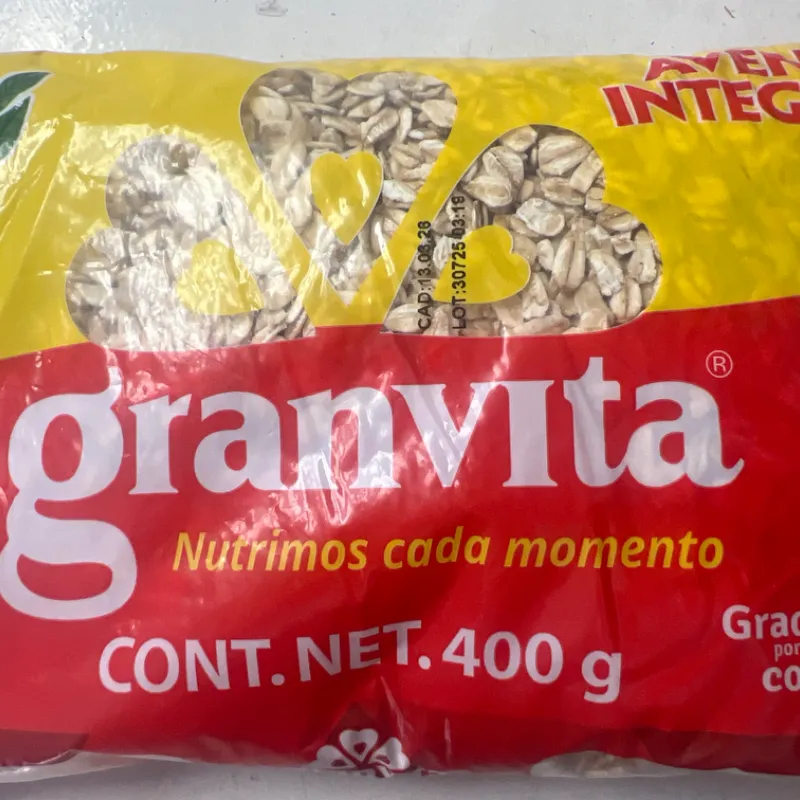 AVEN
INTEG
CAD:13.03.26
LOT:30725 03:19
granvita®
Nutrimos cada momento
CONT. NET. 400 g
Grac
por
co